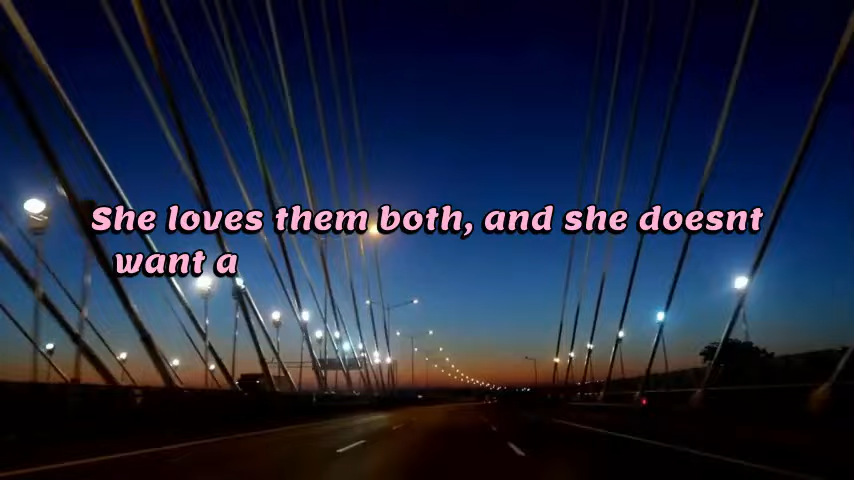 She loves them both, and she doesnt
want a